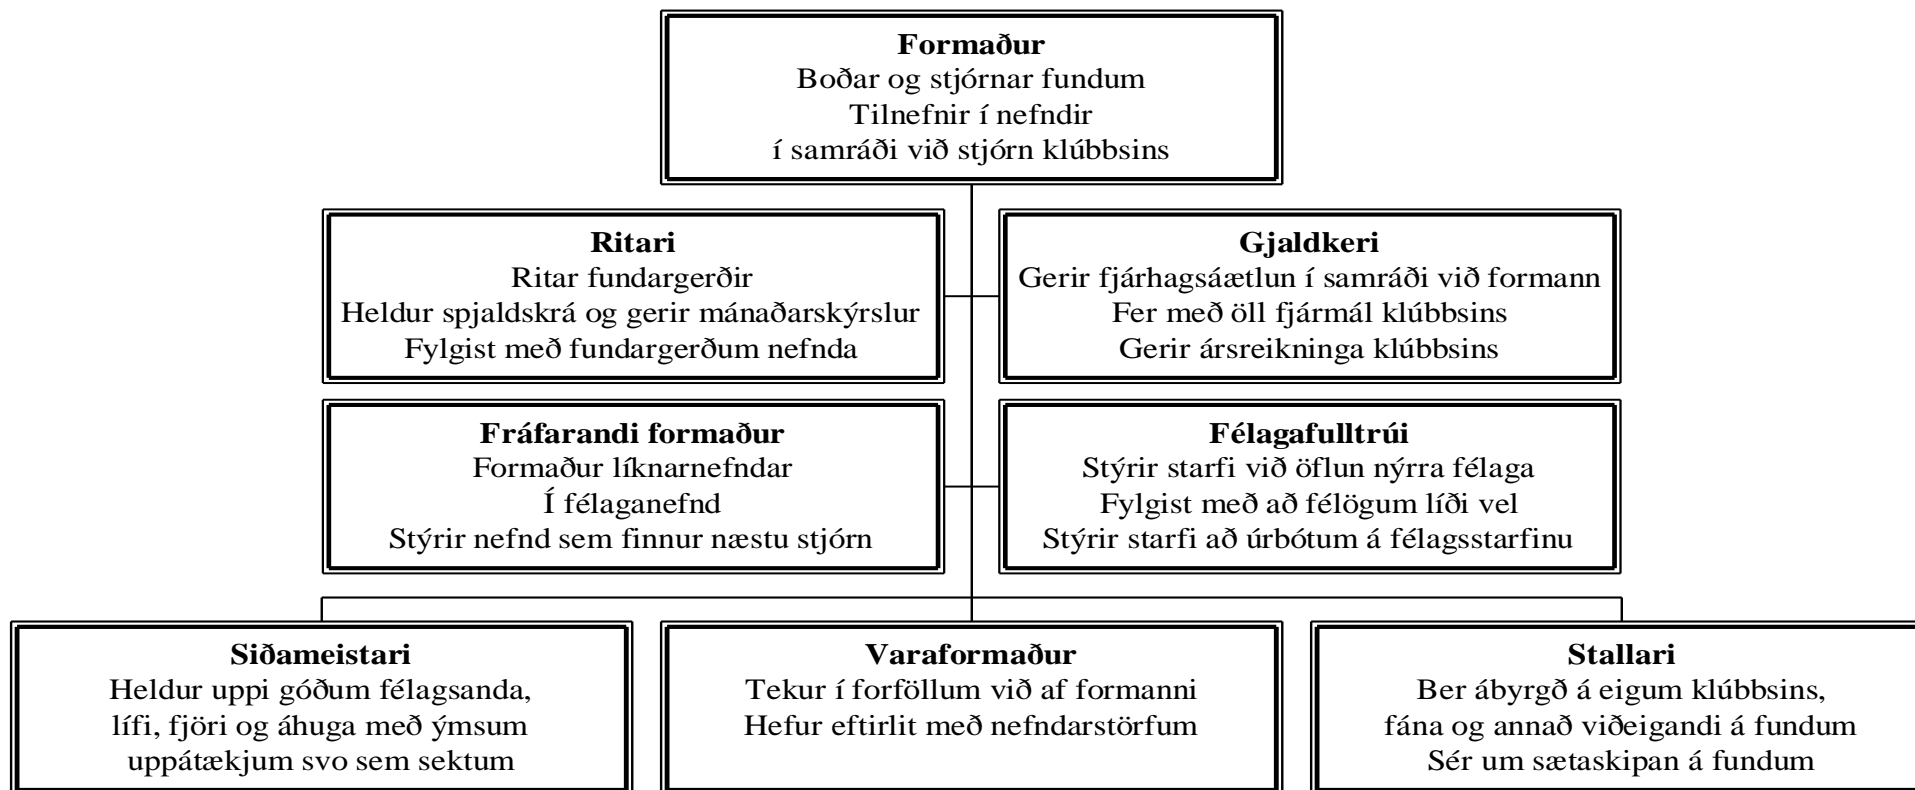 Formaður
Boðar og stjórnar fundum
Tilnefnir í nefndir
í samráði við stjórn klúbbsins
Ritari
Ritar fundargerðir
Heldur spjaldskrá og gerir mánaðarskýrslur
Fylgist með fundargerðum nefnda
Gjaldkeri
Gerir fjárhagsáætlun í samráði við formann
Fer með öll fjármál klúbbsins
Gerir ársreikninga klúbbsins
Fráfarandi formaður
Formaður líknarnefndar
Í félaganefnd
Stýrir nefnd sem finnur næstu stjórn
Félagafulltrúi
Stýrir starfi við öflun nýrra félaga
Fylgist með að félögum líði vel
Stýrir starfi að úrbótum á félagsstarfinu
Siðameistari
Heldur uppi góðum félagsanda,
lífi, fjöri og áhuga með ýmsum
uppátækjum svo sem sektum
Varaformaður
Tekur í forföllum við af formanni
Hefur eftirlit með nefndarstörfum
Stallari
Ber ábyrgð á eigum klúbbsins,
fána og annað viðeigandi á fundum
Sér um sætaskipan á fundum